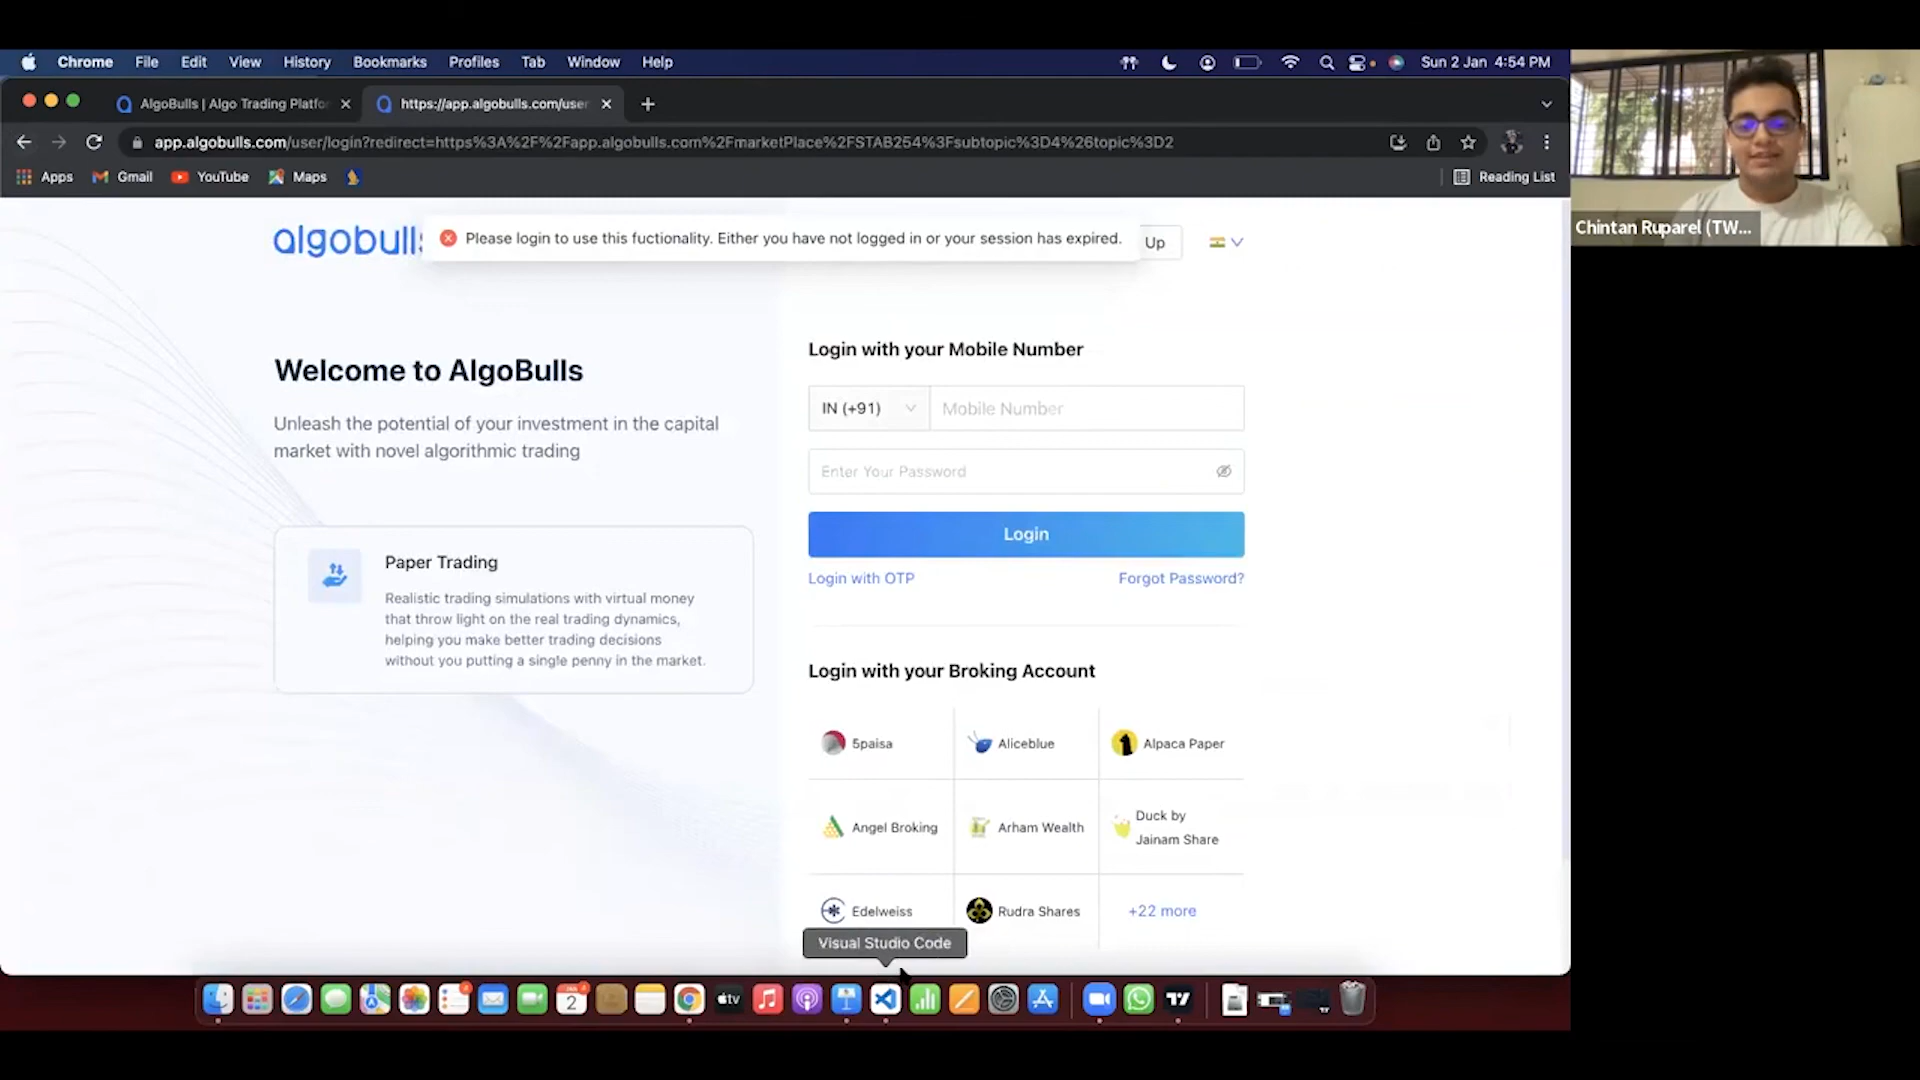 Chrome File Edit View History Bookmarks Profiles Tab Window Help Sun 2 Jan 4:54 PM
AlgoBulls | Algo Trading Platfo https://app.algobulls.com/user
app.algobulls.com/user/login?redirect=https%3A%2F%2Fapp.algobulls.com%2FmarketPlace%2FSTAB254%3Fsubtopic%3D4%26topic%3D2
Apps Gmail YouTube Maps Reading List
Chintan Ruparel (TW...
algobulls
Please login to use this fuctionality. Either you have not logged in or your session has expired.
Up
Welcome to AlgoBulls
Unleash the potential of your investment in the capital
market with novel algorithmic trading
Paper Trading
Realistic trading simulations with virtual money
that throw light on the real trading dynamics,
helping you make better trading decisions
without you putting a single penny in the market.
Login with your Mobile Number
IN (+91) Mobile Number
Enter Your Password
Login
Login with OTP Forgot Password?
Login with your Broking Account
5paisa Aliceblue Alpaca Paper
Angel Broking Arham Wealth Duck by
Jainam Share
Edelweiss Rudra Shares +22 more
Visual Studio Code
2 tv